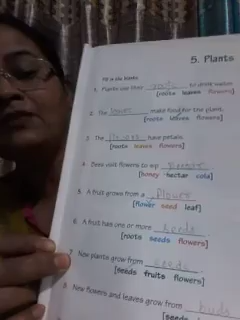 5. Plants
Fill in the blanks.
1. Plants use their roots to drink water.
[roots leaves flowers]
2. The leaves make food for the plant.
[roots leaves flowers]
3. The flowers have petals.
[roots leaves flowers]
4. Bees visit flowers to sip
[honey nectar cola]
5. A fruit grows from a flower
[flower seed leaf]
6. A fruit has one or more seeds.
[roots seeds flowers]
7. New plants grow from seeds.
[seeds fruits flowers]
8. New flowers and leaves grow from buds
[seeds